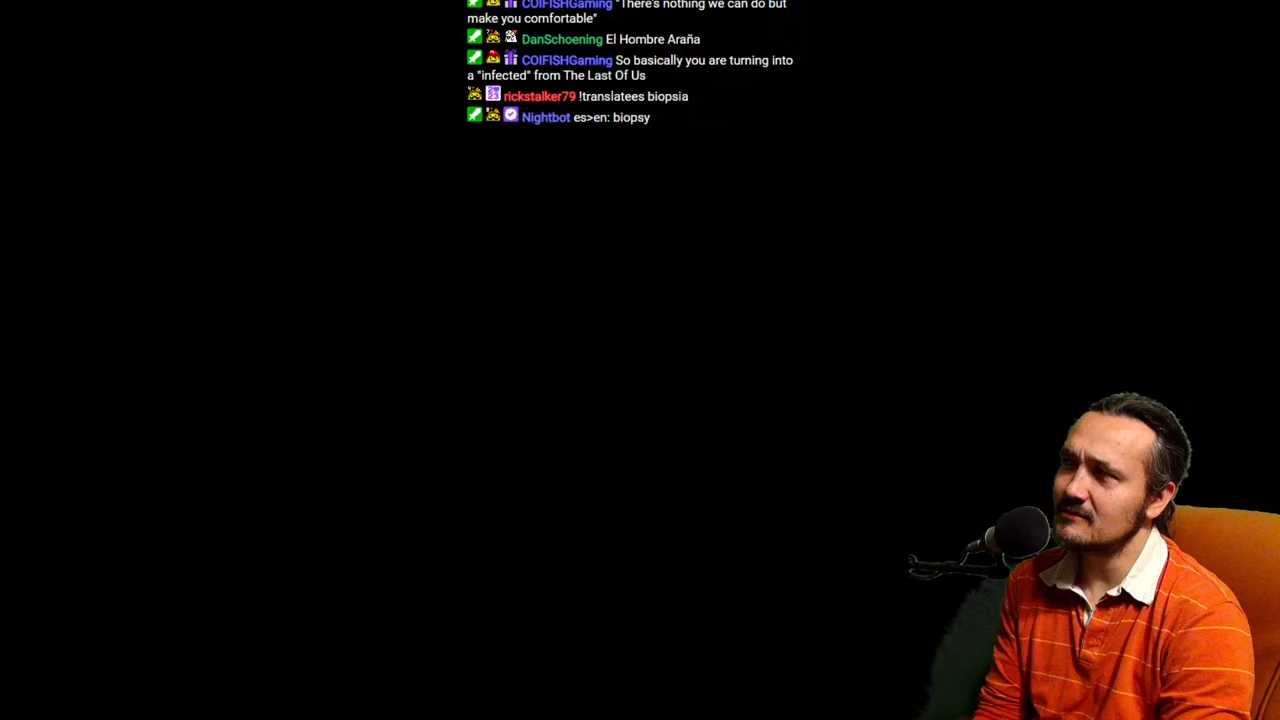 COIFISHGaming "There's nothing we can do but
make you comfortable"
DanSchoening El Hombre Araña
COIFISHGaming So basically you are turning into
a "infected" from The Last Of Us
rickstalker79 !translatees biopsia
Nightbot es>en: biopsy